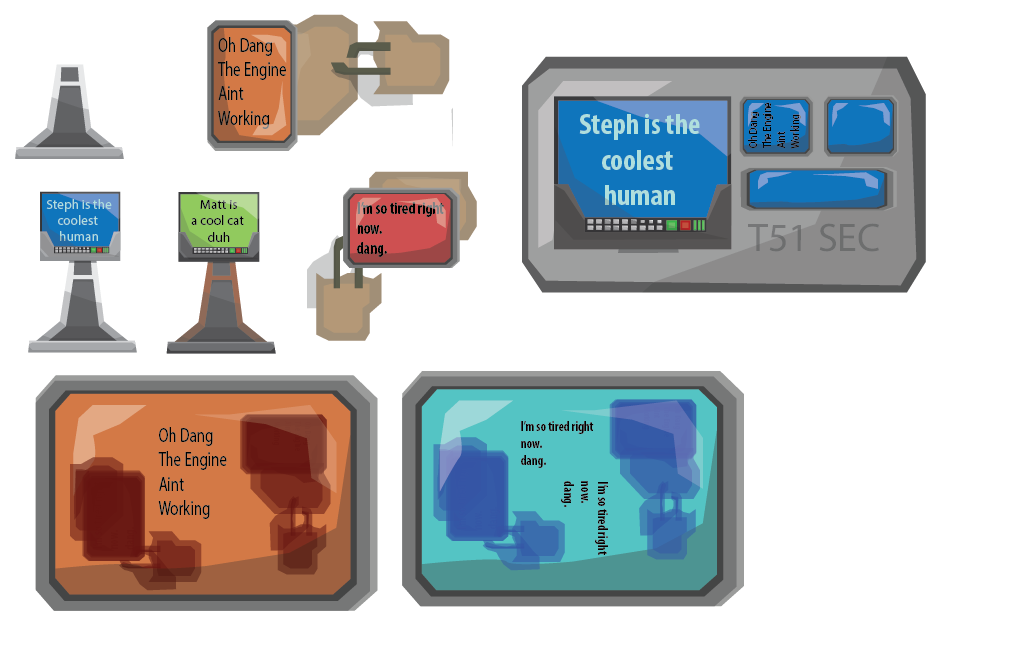 Oh Dang
The Engine
Aint
Working
Steph is the
coolest
human
Oh Dang
The Engine
Aint
Working
T51 SEC
Steph is the
coolest
human
Matt is
a cool cat
duh
I'm so tired right
now.
dang.
Oh Dang
The Engine
Aint
Working
I'm so tired right
now.
dang.
I'm so tired right
now.
dang.